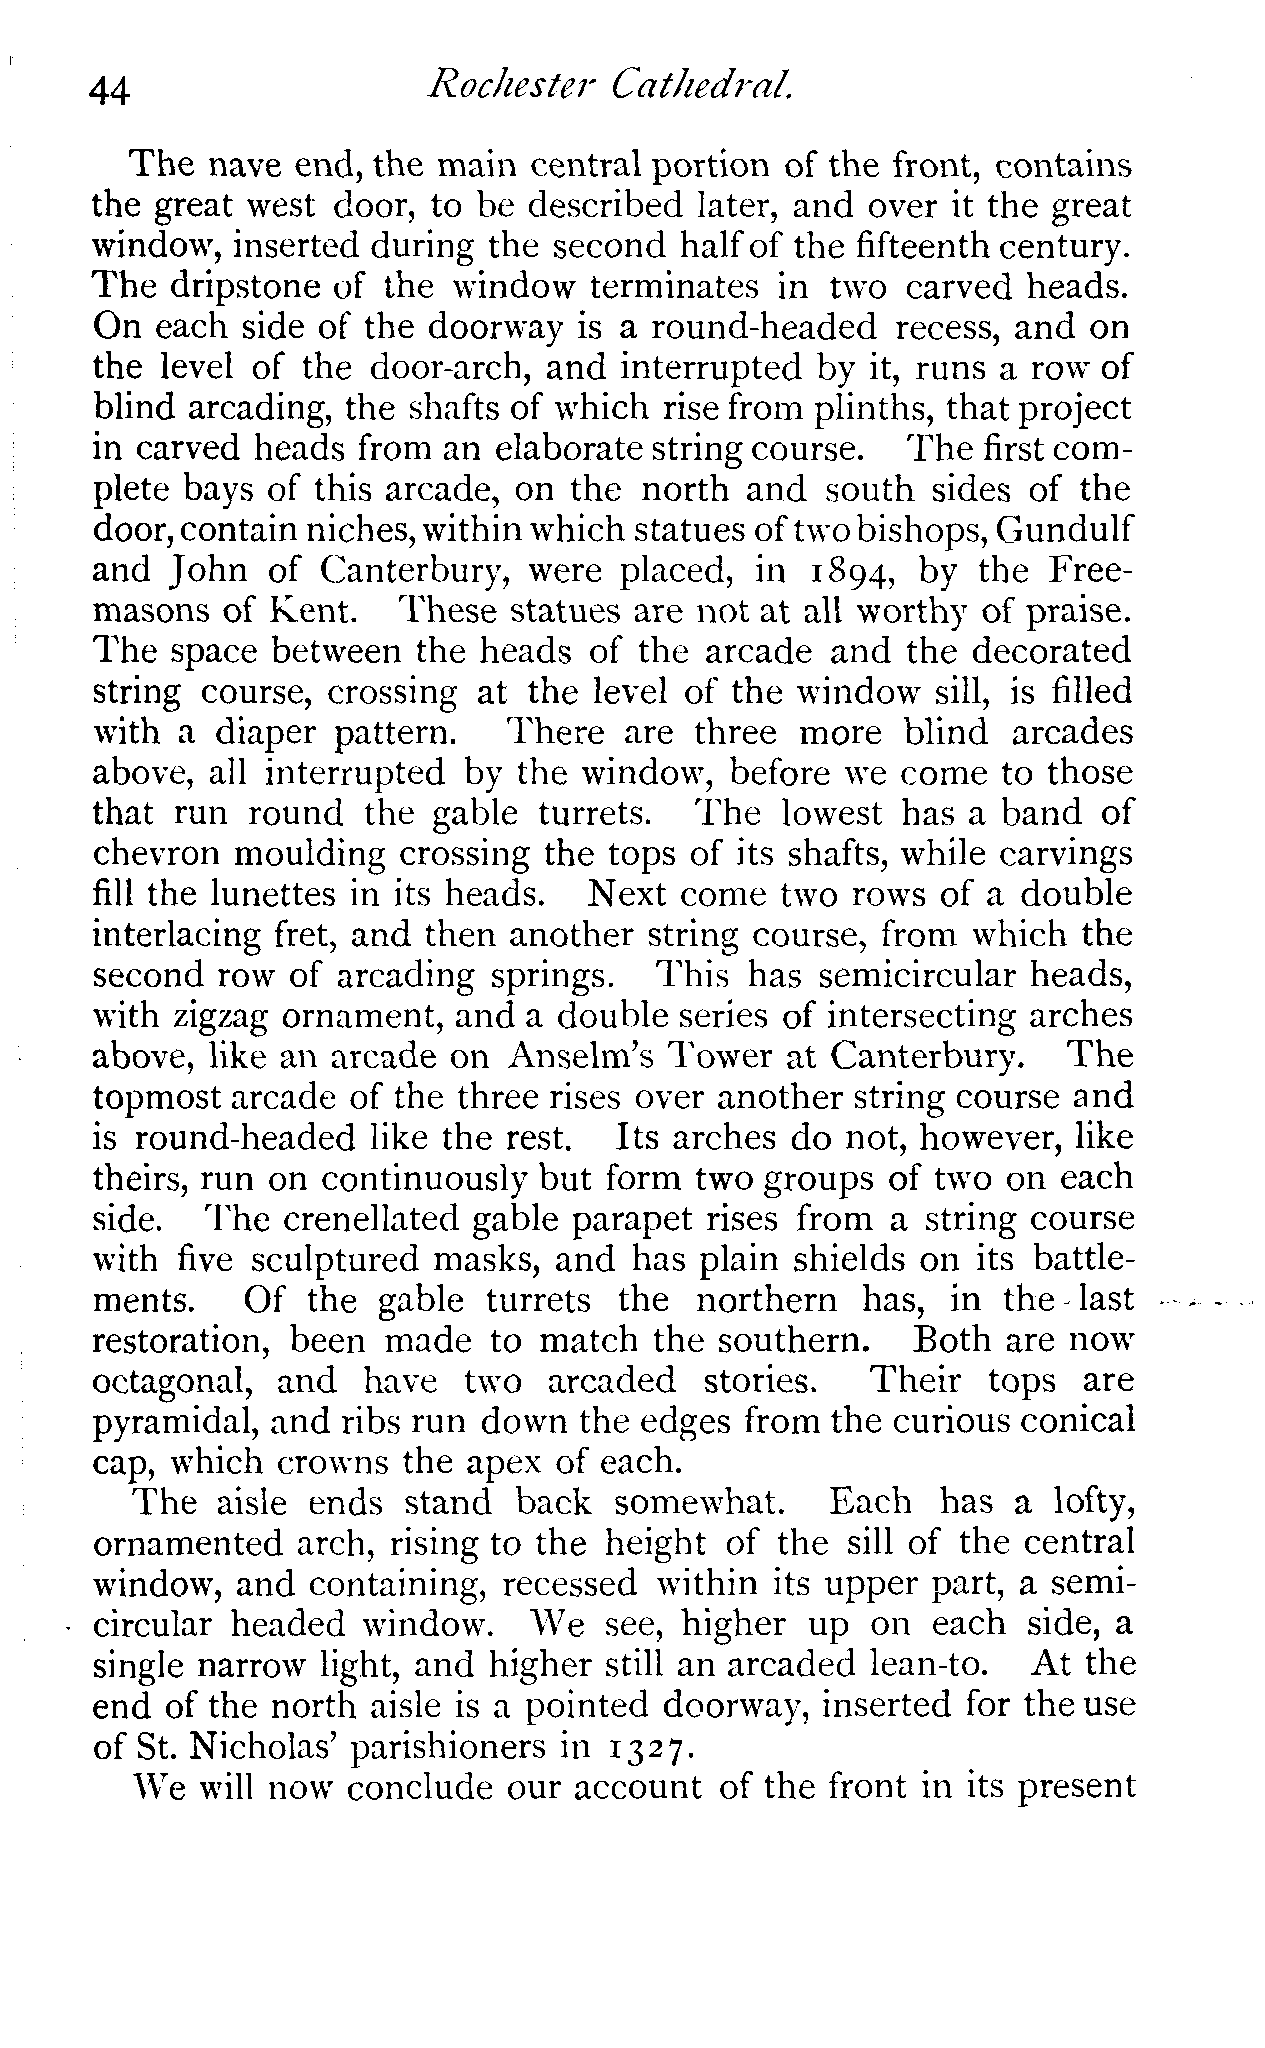 44 Rochester Cathedral.
The nave end, the main central portion of the front, contains
the great west door, to be described later, and over it the great
window, inserted during the second half of the fifteenth century.
The dripstone of the window terminates in two carved heads.
On each side of the doorway is a round-headed recess, and on
the level of the door-arch, and interrupted by it, runs a row of
blind arcading, the shafts of which rise from plinths, that project
in carved heads from an elaborate string course. The first com-
plete bays of this arcade, on the north and south sides of the
door, contain niches, within which statues of two bishops, Gundulf
and John of Canterbury, were placed, in 1894, by the Free-
masons of Kent. These statues are not at all worthy of praise.
The space between the heads of the arcade and the decorated
string course, crossing at the level of the window sill, is filled
with a diaper pattern. There are three more blind arcades
above, all interrupted by the window, before we come to those
that run round the gable turrets. The lowest has a band of
chevron moulding crossing the tops of its shafts, while carvings
fill the lunettes in its heads. Next come two rows of a double
interlacing fret, and then another string course, from which the
second row of arcading springs. This has semicircular heads,
with zigzag ornament, and a double series of intersecting arches
above, like an arcade on Anselm's Tower at Canterbury. The
topmost arcade of the three rises over another string course and
is round-headed like the rest. Its arches do not, however, like
theirs, run on continuously but form two groups of two on each
side. The crenellated gable parapet rises from a string course
with five sculptured masks, and has plain shields on its battle-
ments. Of the gable turrets the northern has, in the last
restoration, been made to match the southern. Both are now
octagonal, and have two arcaded stories. Their tops are
pyramidal, and ribs run down the edges from the curious conical
cap, which crowns the apex of each.
The aisle ends stand back somewhat. Each has a lofty,
ornamented arch, rising to the height of the sill of the central
window, and containing, recessed within its upper part, a semi-
circular headed window. We see, higher up on each side, a
single narrow light, and higher still an arcaded lean-to. At the
end of the north aisle is a pointed doorway, inserted for the use
of St. Nicholas' parishioners in 1327.
We will now conclude our account of the front in its present